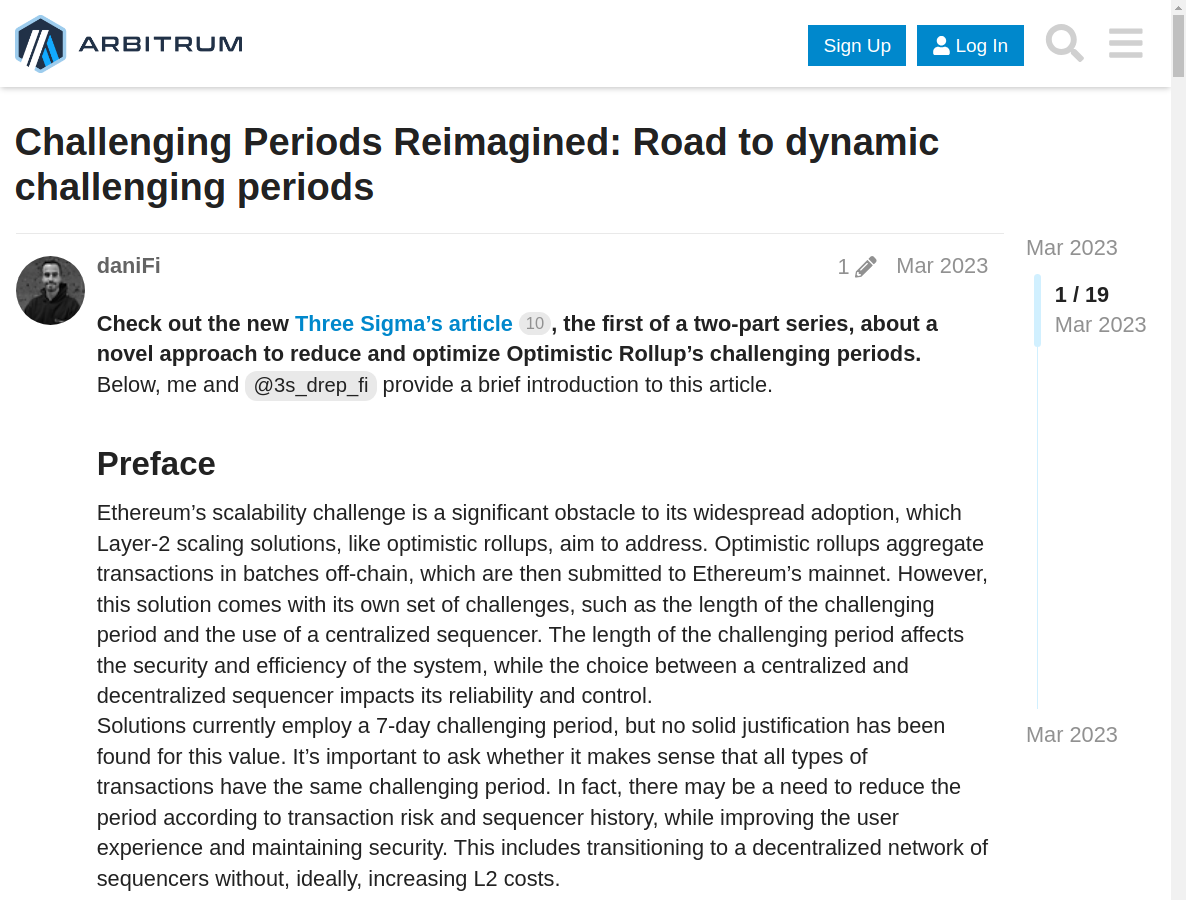 ARBITRUM
Sign Up
Log In
Challenging Periods Reimagined: Road to dynamic
challenging periods
daniFi
1
Mar 2023
Mar 2023
1 / 19
Mar 2023
Check out the new Three Sigma’s article 10, the first of a two-part series, about a
novel approach to reduce and optimize Optimistic Rollup’s challenging periods.
Below, me and @3s_drep_fi provide a brief introduction to this article.
Preface
Ethereum’s scalability challenge is a significant obstacle to its widespread adoption, which
Layer-2 scaling solutions, like optimistic rollups, aim to address. Optimistic rollups aggregate
transactions in batches off-chain, which are then submitted to Ethereum’s mainnet. However,
this solution comes with its own set of challenges, such as the length of the challenging
period and the use of a centralized sequencer. The length of the challenging period affects
the security and efficiency of the system, while the choice between a centralized and
decentralized sequencer impacts its reliability and control.
Solutions currently employ a 7-day challenging period, but no solid justification has been
found for this value. It’s important to ask whether it makes sense that all types of
transactions have the same challenging period. In fact, there may be a need to reduce the
period according to transaction risk and sequencer history, while improving the user
experience and maintaining security. This includes transitioning to a decentralized network of
sequencers without, ideally, increasing L2 costs.
Mar 2023